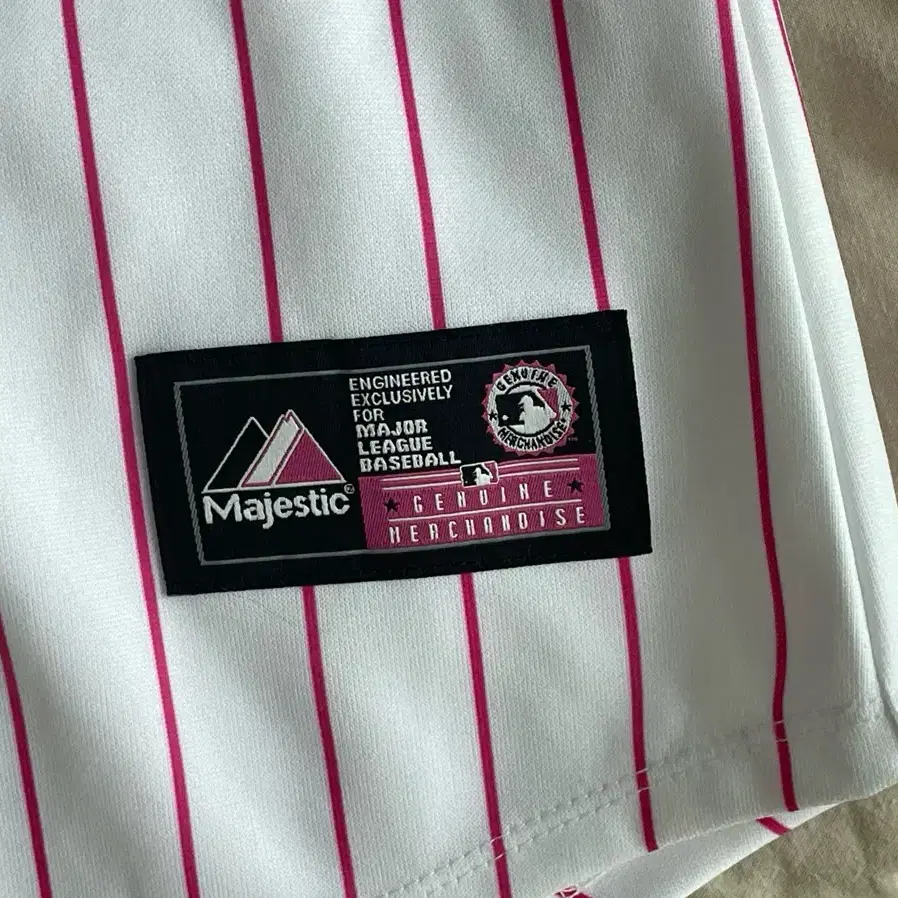 Majestic®
ENGINEERED
EXCLUSIVELY
FOR
MAJOR
LEAGUE
BASEBALL
GENUINE
MERCHANDISE
GENUINE
MERCHANDISE